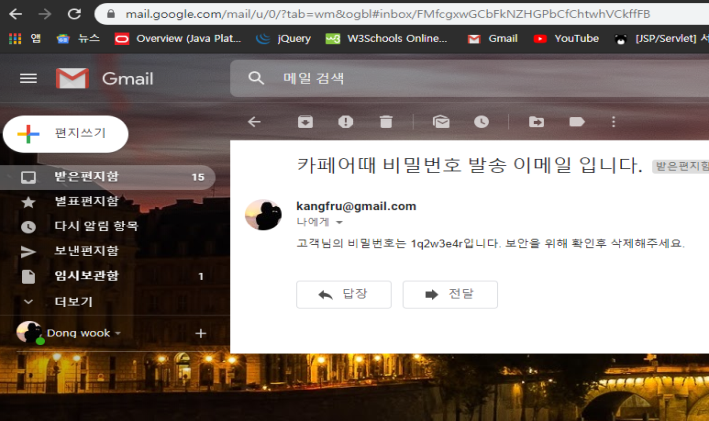 mail.google.com/mail/u/0/?tab=wm&ogbl#inbox/FMfcgxwGCbFkNZHGPbCfChtwhVCkffFB
앱 뉴스 Overview (Java Plat... jQuery W3Schools Online... Gmail YouTube [JSP/Servlet]
Gmail
메일 검색
편지쓰기
카페어때 비밀번호 발송 이메일 입니다. 받은편지함
받은편지함 15
별표편지함
다시 알림 항목
보낸편지함
임시보관함 1
더보기
Dong wook
kangfru@gmail.com
나에게
고객님의 비밀번호는 1q2w3e4r입니다. 보안을 위해 확인후 삭제해주세요.
답장 전달